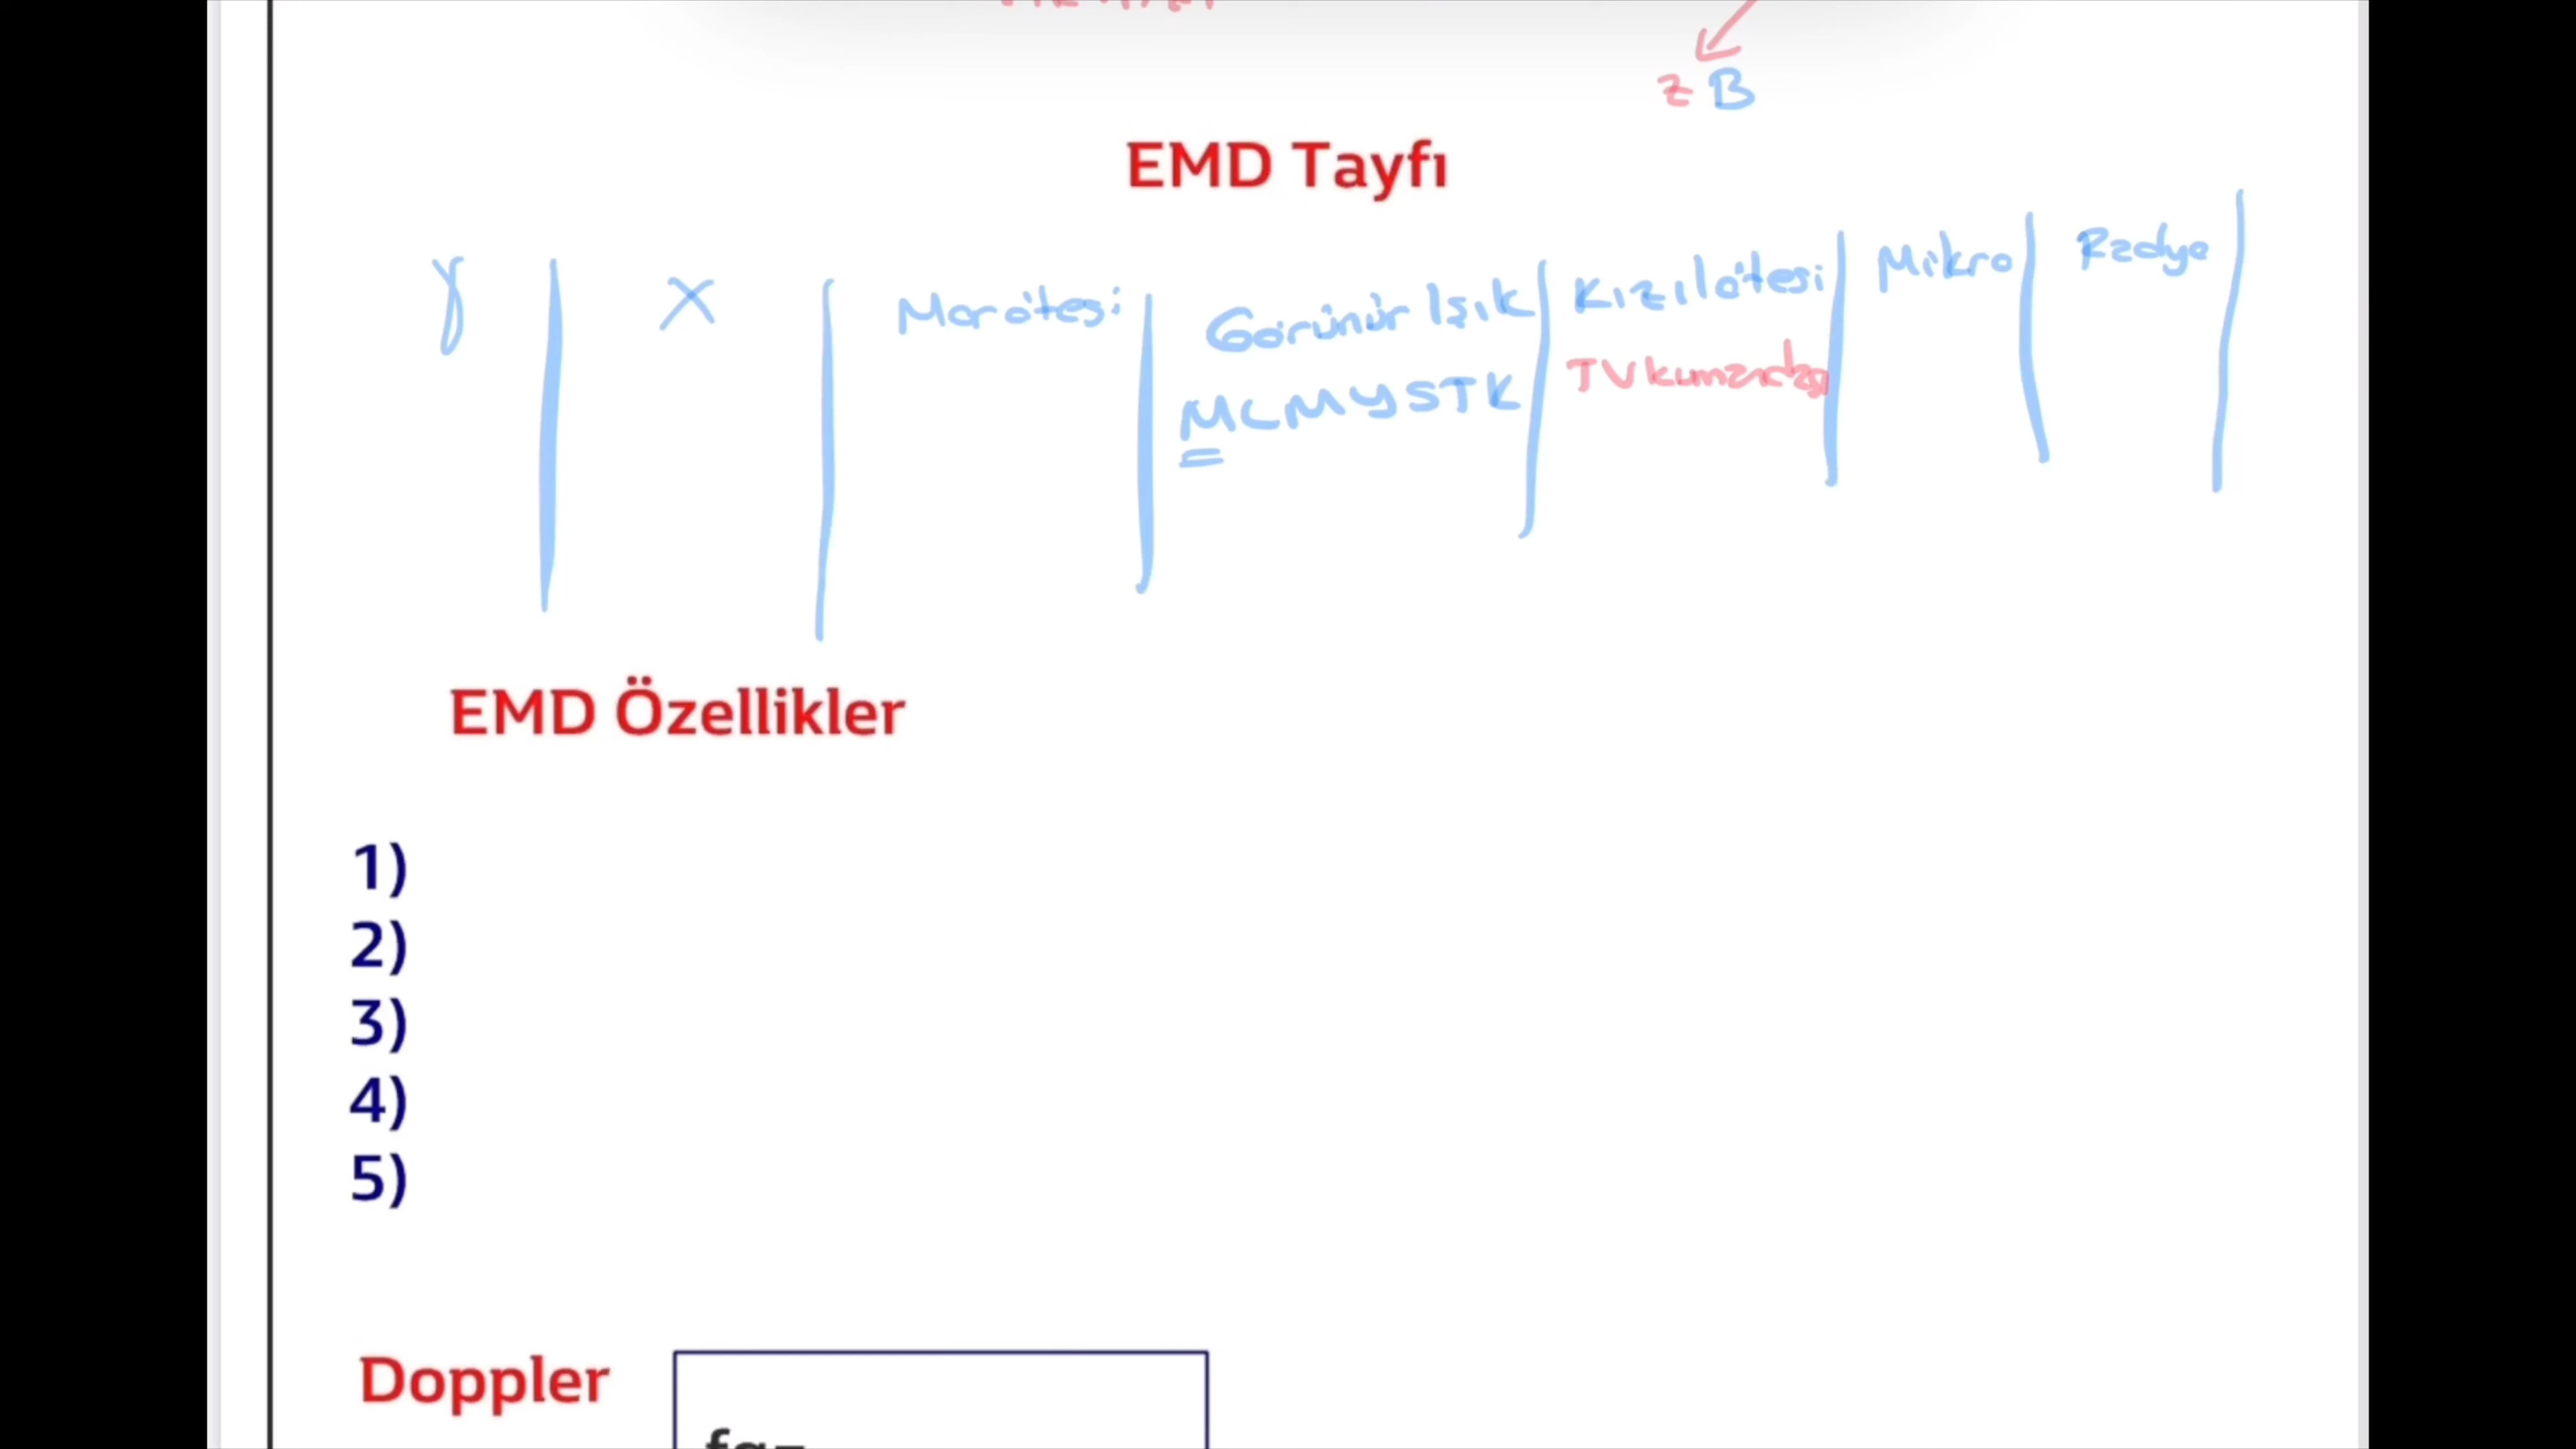 z B
EMD Tayfı
γ X Morötesi Görünür Işık Kızılötesi Mikro Radyo
MCMYSTK TV kumandası
EMD Özellikler
1)
2)
3)
4)
5)
Doppler